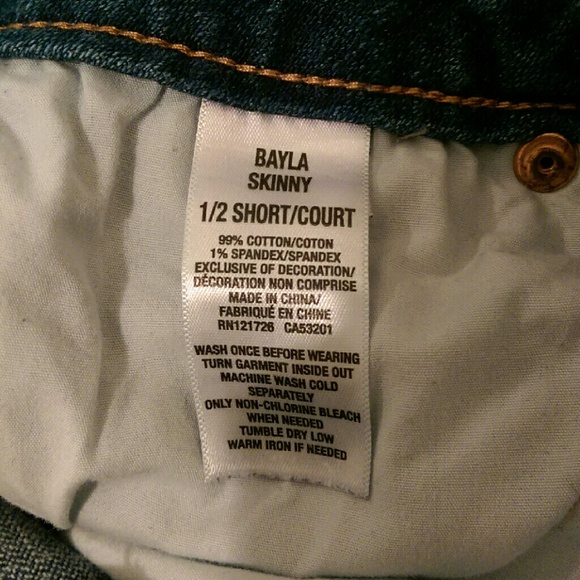 BAYLA
SKINNY
1/2 SHORT/COURT
99% COTTON/COTON
1% SPANDEX/SPANDEX
EXCLUSIVE OF DECORATION/
DÉCORATION NON COMPRISE
MADE IN CHINA/
FABRIQUÉ EN CHINE
RN121726 CA53201
WASH ONCE BEFORE WEARING
TURN GARMENT INSIDE OUT
MACHINE WASH COLD
SEPARATELY
ONLY NON-CHLORINE BLEACH
WHEN NEEDED
TUMBLE DRY LOW
WARM IRON IF NEEDED